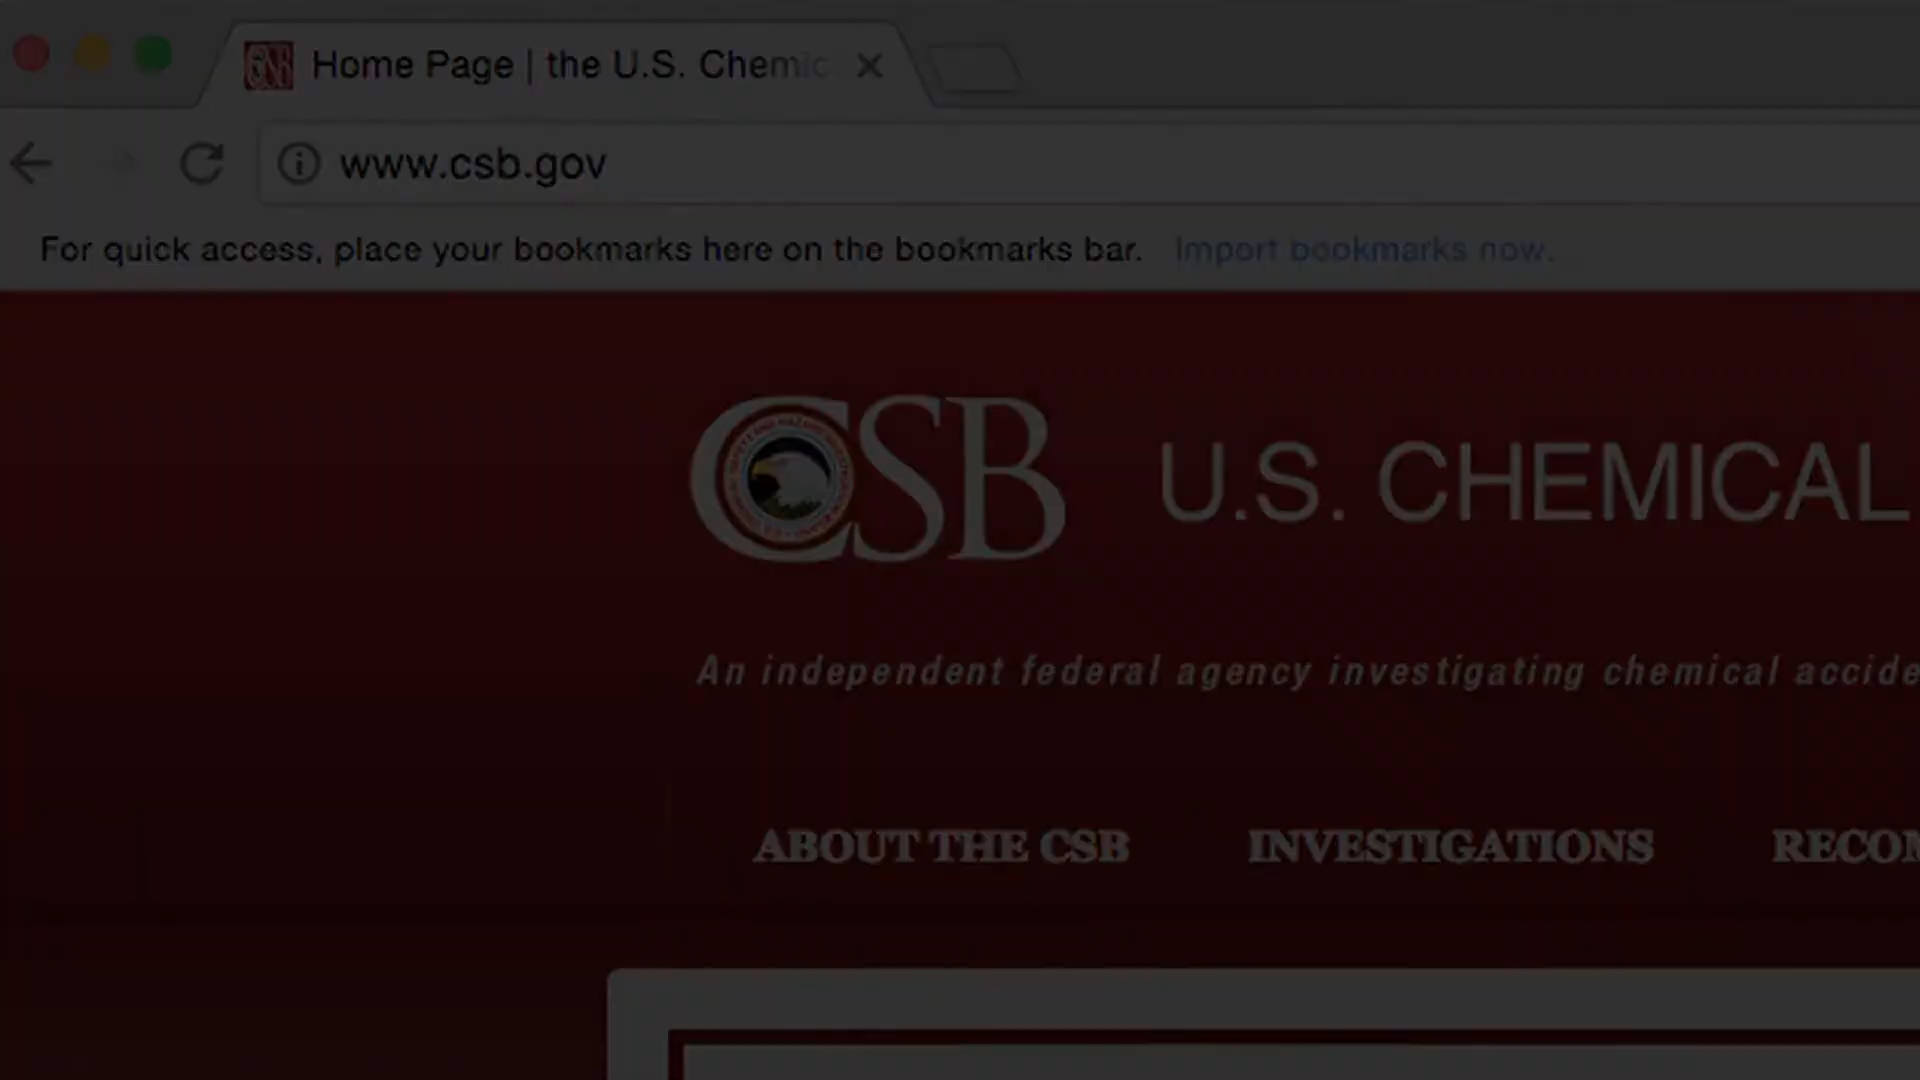 Home Page | the U.S. Chemic
www.csb.gov
For quick access, place your bookmarks here on the bookmarks bar. Import bookmarks now.
CSB U.S. CHEMICAL
An independent federal agency investigating chemical accide
ABOUT THE CSB INVESTIGATIONS RECOM